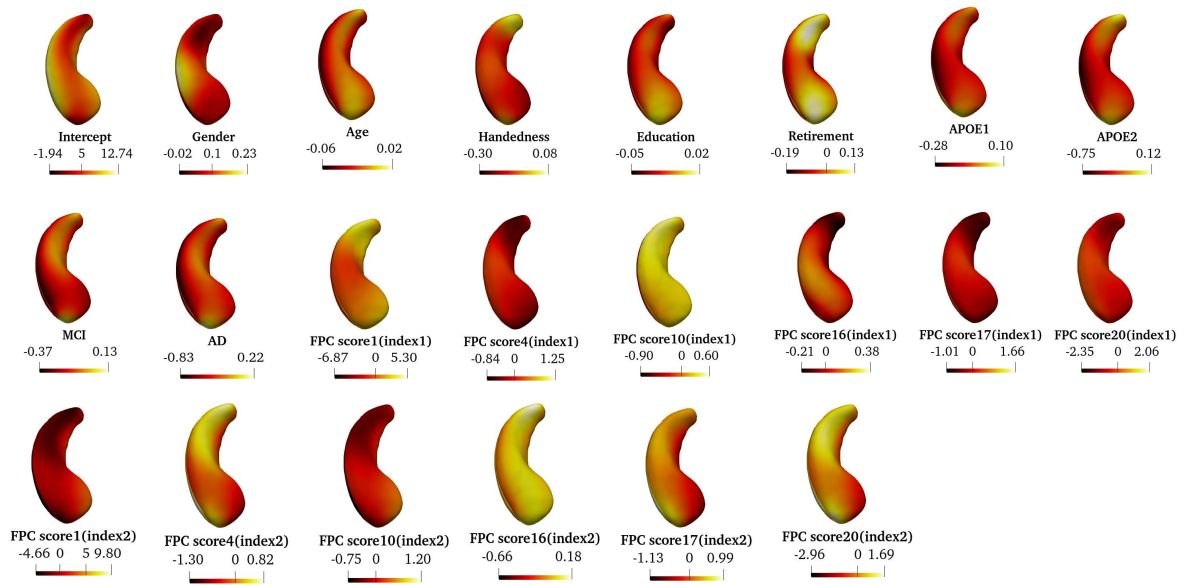 Intercept
-1.94 5 12.74
Gender
-0.02 0.1 0.23
Age
-0.06 0.02
Handedness
-0.30 0.08
Education
-0.05 0.02
Retirement
-0.19 0 0.13
APOE1
-0.28 0.10
APOE2
-0.75 0.12
MCI
-0.37 0.13
AD
-0.83 0.22
FPC score1(index1)
-6.87 0 5.30
FPC score4(index1)
-0.84 0 1.25
FPC score10(index1)
-0.90 0 0.60
FPC score16(index1)
-0.21 0 0.38
FPC score17(index1)
-1.01 0 1.66
FPC score20(index1)
-2.35 0 2.06
FPC score1(index2)
-4.66 0 5 9.80
FPC score4(index2)
-1.30 0 0.82
FPC score10(index2)
-0.75 0 1.20
FPC score16(index2)
-0.66 0.18
FPC score17(index2)
-1.13 0 0.99
FPC score20(index2)
-2.96 0 1.69